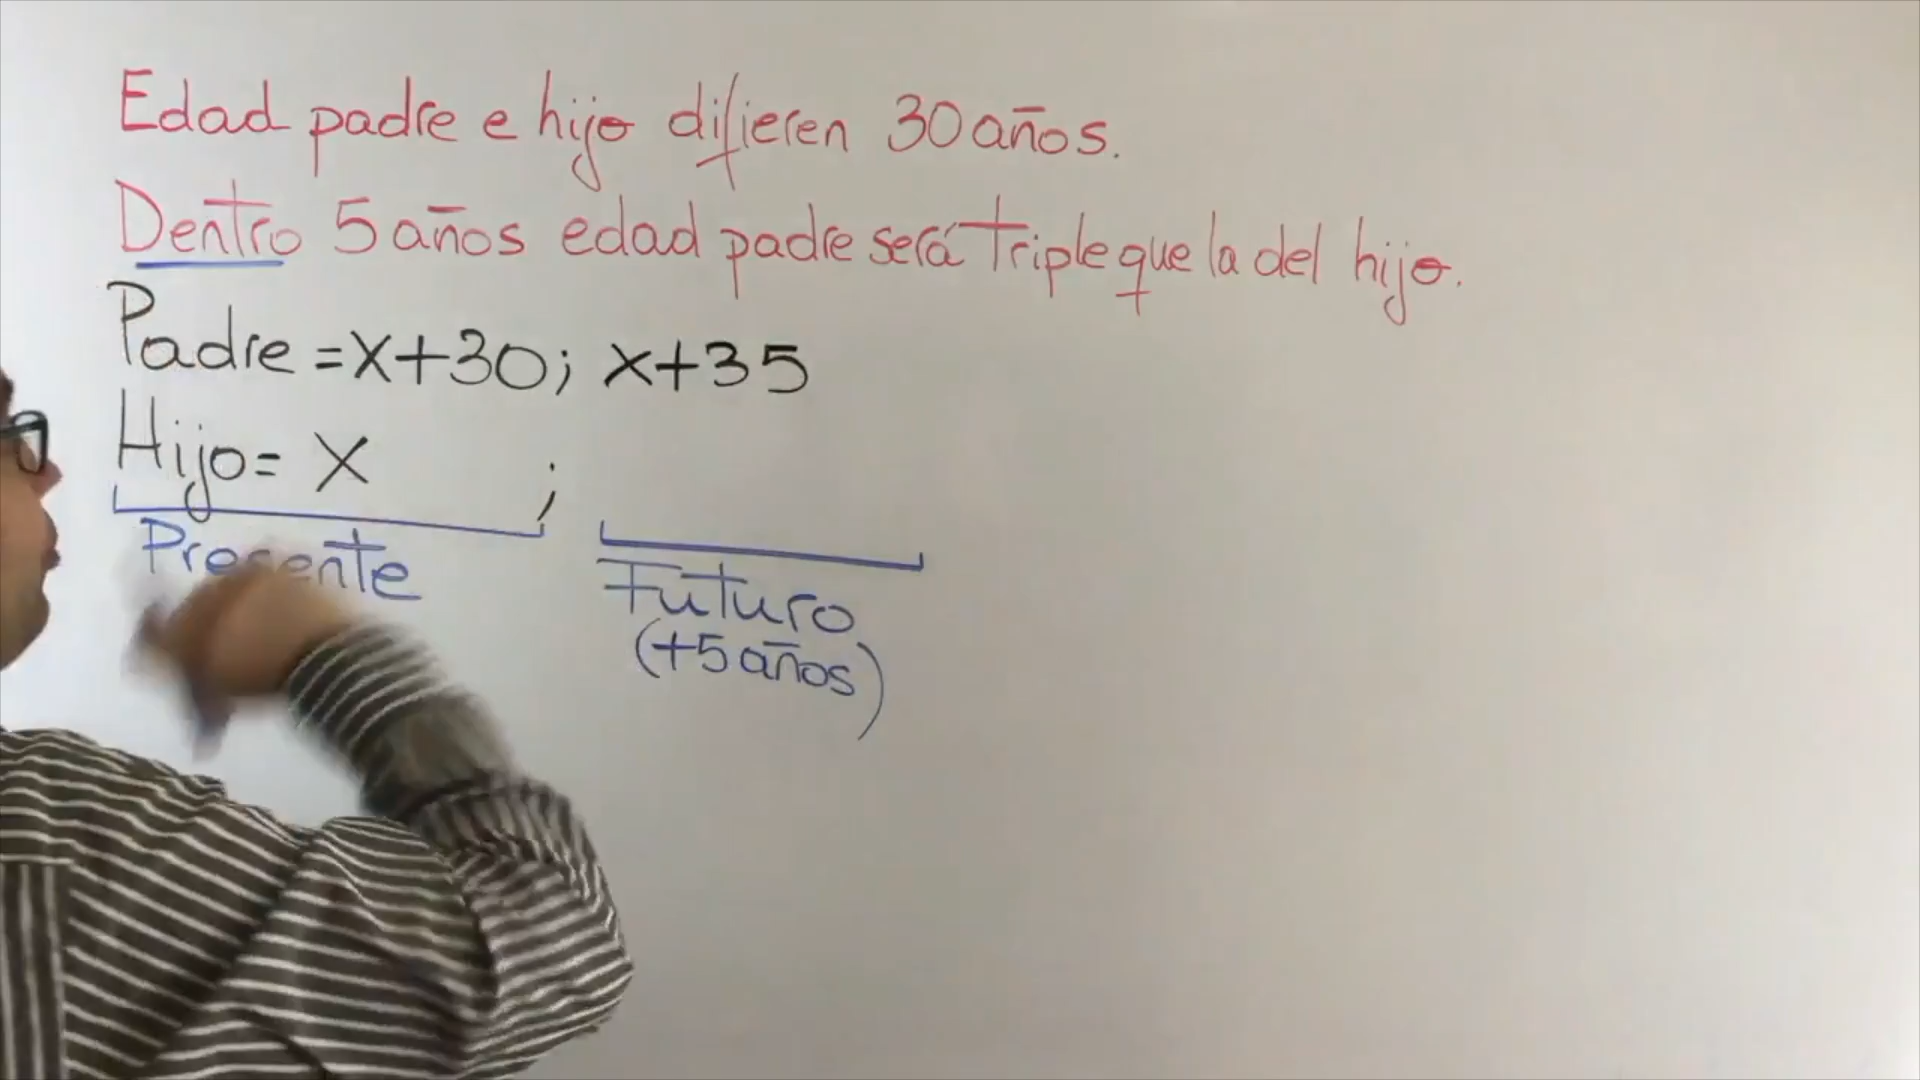 Edad padre e hijo difieren 30 años.
Dentro 5 años edad padre será triple que la del hijo.
Padre = x+30; x+35
Hijo = x ;
Presente Futuro
(+5 años)